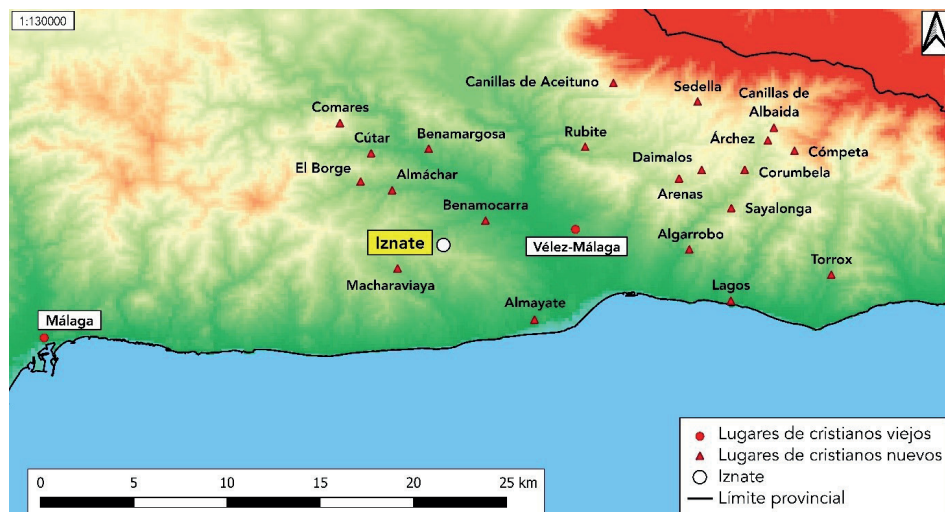 1:130000
Canillas de Aceituno
Sedella
Canillas de
Albaida
Comares
Cútar
Benamargosa
Rubite
Árchez
Cómpeta
El Borge
Almáchar
Daimalos
Corumbela
Arenas
Benamocarra
Sayalonga
Iznate
Vélez-Málaga
Algarrobo
Torrox
Macharaviaya
Lagos
Almayate
Málaga
Lugares de cristianos viejos
Lugares de cristianos nuevos
Iznate
Límite provincial
0 5 10 15 20 25 km